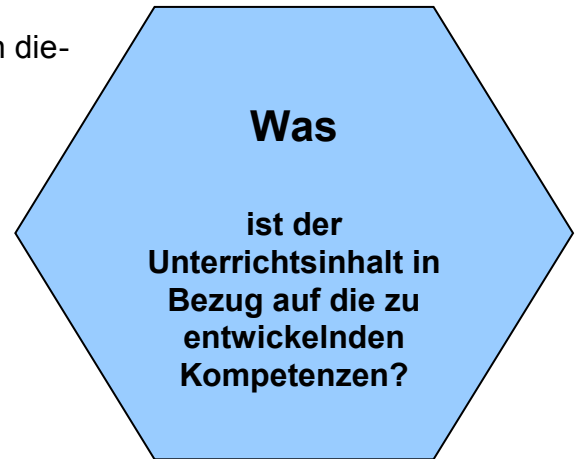 n die-
Was
ist der
Unterrichtsinhalt in
Bezug auf die zu
entwickelnden
Kompetenzen?